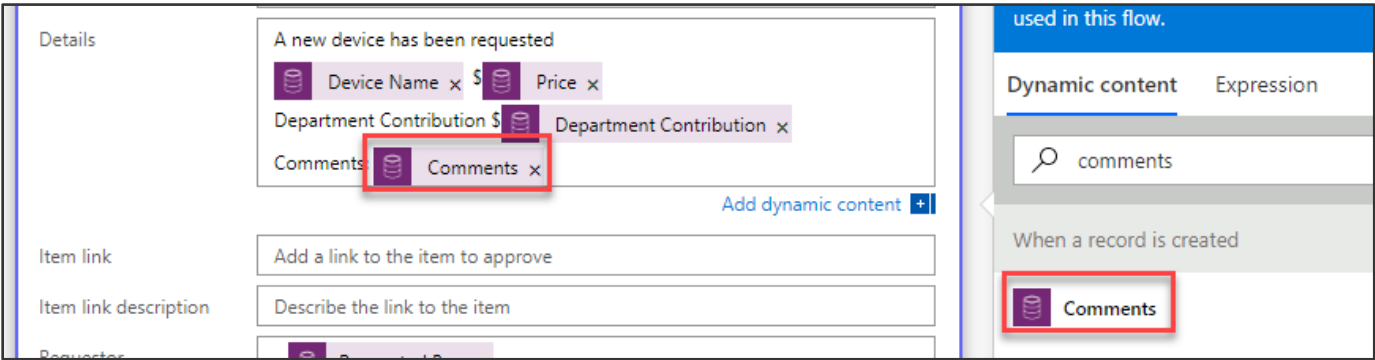 used in this flow.
Details
A new device has been requested
Device Name x $ Price x
Department Contribution $ Department Contribution x
Comments: Comments x
Add dynamic content +
Item link
Add a link to the item to approve
Item link description
Describe the link to the item
Requestor
Dynamic content Expression
comments
When a record is created
Comments